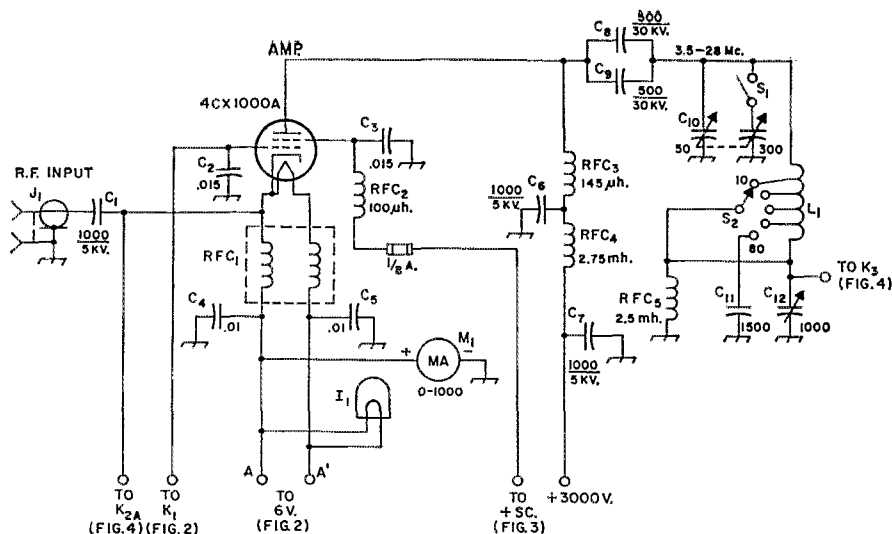 AMP.
4CX1000A
R.F. INPUT
J1
C1
1000
5KV.
C2
.015
C3
.015
RFC2
100μh.
1/8 A.
RFC1
C4
.01
C5
.01
+
M1
-
MA
0-1000
I1
A
A'
TO
K2A
(FIG.4)
TO
K1
(FIG.2)
TO
6V.
(FIG.2)
TO
+SC.
(FIG.3)
+3000V.
C6
1000
5KV.
RFC3
145μh.
RFC4
2.75mh.
C7
1000
5KV.
C8
500
30KV.
C9
500
30KV.
3.5-28 Mc.
S1
C10
50
300
10
S2
80
L1
RFC5
2.5mh.
C11
1500
C12
1000
TO K3
(FIG.4)